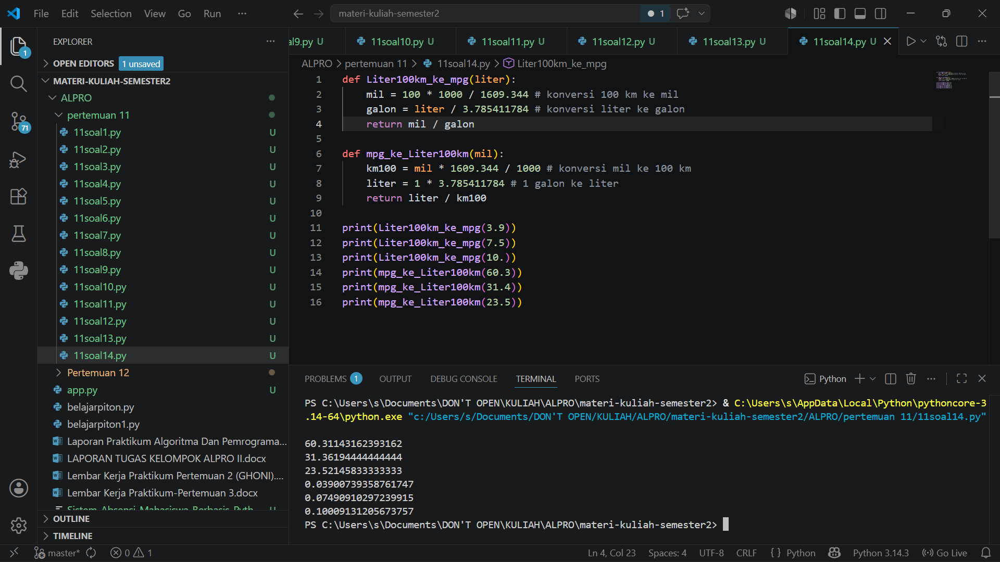 File Edit Selection View Go Run ···
materi-kuliah-semester2
1
EXPLORER
OPEN EDITORS 1 unsaved
MATERI-KULIAH-SEMESTER2
ALPRO
pertemuan 11
11soal1.py U
11soal2.py U
11soal3.py U
11soal4.py U
11soal5.py U
11soal6.py U
11soal7.py U
11soal8.py U
11soal9.py U
11soal10.py U
11soal11.py U
11soal12.py U
11soal13.py U
11soal14.py U
Pertemuan 12
app.py U
belajarpiton.py
belajarpiton1.py
Laporan Praktikum Algoritma Dan Pemrograma...
LAPORAN TUGAS KELOMPOK ALPRO II.docx
Lembar Kerja Praktikum Pertemuan 2 (GHONI)....
Lembar Kerja Praktikum-Pertemuan 3.docx
OUTLINE
TIMELINE
1
71
al9.py U 11soal10.py U 11soal11.py U 11soal12.py U 11soal13.py U 11soal14.py U
ALPRO > pertemuan 11 > 11soal14.py > Liter100km_ke_mpg
1 def Liter100km_ke_mpg(liter):
2 mil = 100 * 1000 / 1609.344 # konversi 100 km ke mil
3 galon = liter / 3.785411784 # konversi liter ke galon
4 return mil / galon
5
6 def mpg_ke_Liter100km(mil):
7 km100 = mil * 1609.344 / 1000 # konversi mil ke 100 km
8 liter = 1 * 3.785411784 # 1 galon ke liter
9 return liter / km100
10
11 print(Liter100km_ke_mpg(3.9))
12 print(Liter100km_ke_mpg(7.5))
13 print(Liter100km_ke_mpg(10.))
14 print(mpg_ke_Liter100km(60.3))
15 print(mpg_ke_Liter100km(31.4))
16 print(mpg_ke_Liter100km(23.5))
PROBLEMS 1 OUTPUT DEBUG CONSOLE TERMINAL PORTS
Python
PS C:\Users\s\Documents\DON'T OPEN\KULIAH\ALPRO\materi-kuliah-semester2> & C:\Users\s\AppData\Local\Python\pythoncore-3
.14-64\python.exe "c:/Users/s/Documents/DON'T OPEN/KULIAH/ALPRO/materi-kuliah-semester2/ALPRO/pertemuan 11/11soal14.py"
60.31143162393162
31.36194444444444
23.52145833333333
0.03900739358761747
0.07490910297239915
0.10009131205673757
PS C:\Users\s\Documents\DON'T OPEN\KULIAH\ALPRO\materi-kuliah-semester2>
master* 0 1
Ln 4, Col 23 Spaces: 4 UTF-8 CRLF { } Python Python 3.14.3 Go Live